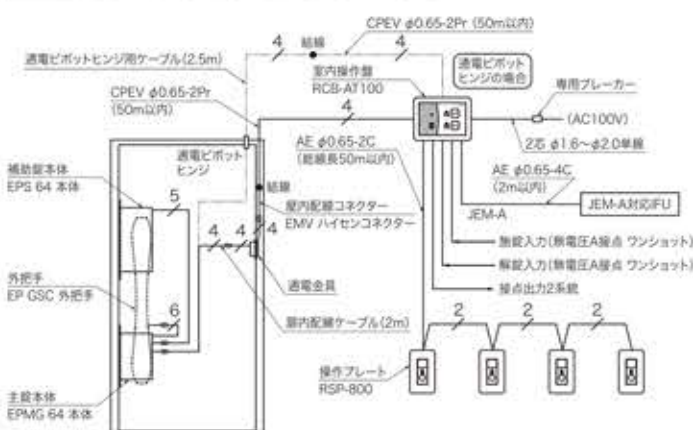 CPEV φ0.65-2Pr (50m以内)
4
結線
4
通電ピボットヒンジ用ケーブル(2.5m)
室内操作盤
RCB-AT100
通電ピボット
ヒンジの場合
専用ブレーカー
CPEV φ0.65-2Pr
(50m以内)
4
(AC100V)
AE φ0.65-2C
(総線長50m以内)
2芯 φ1.6〜φ2.0単線
通電ピボット
ヒンジ
AE φ0.65-4C
(2m以内)
補助錠本体
EPS 64 本体
5
結線
屋内配線コネクター
EMV ハイセンコネクター
JEM-A
JEM-A対応IFU
4
4
4
施錠入力(無電圧A接点 ワンショット)
解錠入力(無電圧A接点 ワンショット)
外把手
EP GSC 外把手
通電金具
接点出力2系統
6
扉内配線ケーブル(2m)
2
2
2
操作プレート
RSP-800
主錠本体
EPMG 64 本体